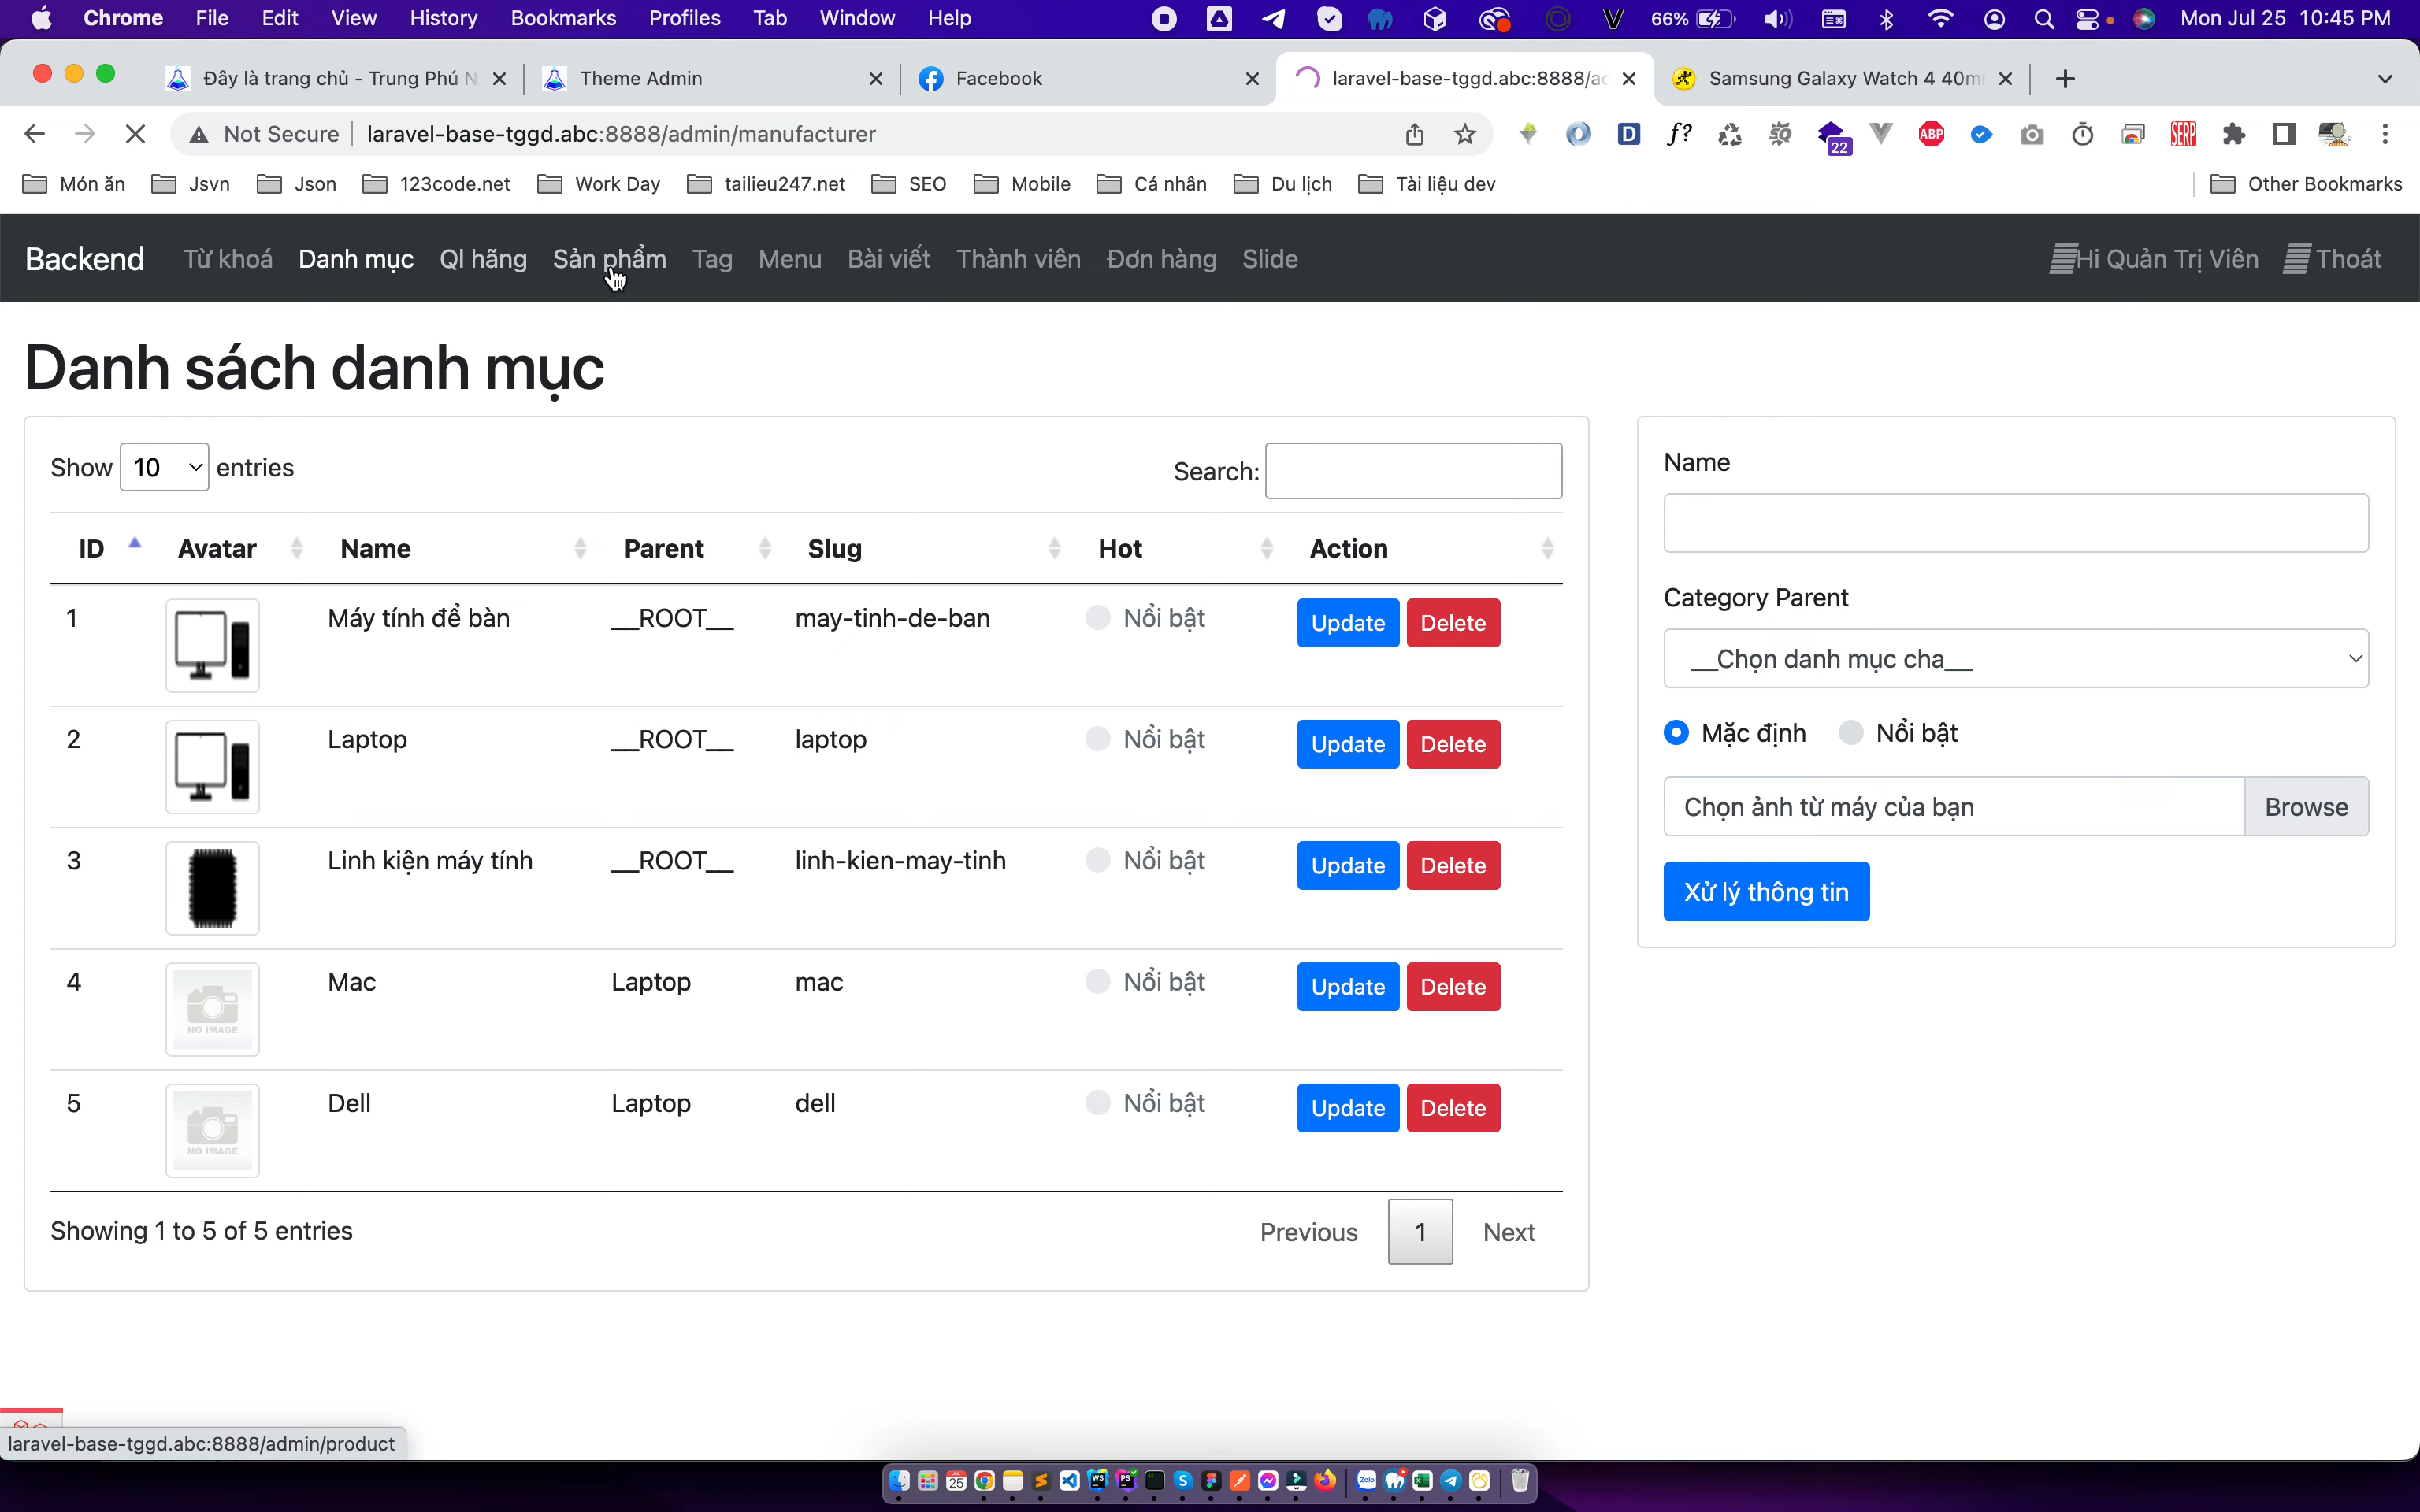 Chrome File Edit View History Bookmarks Profiles Tab Window Help 66% Mon Jul 25 10:45 PM
Đây là trang chủ - Trung Phú N Theme Admin Facebook laravel-base-tggd.abc:8888/ac Samsung Galaxy Watch 4 40m
Not Secure laravel-base-tggd.abc:8888/admin/manufacturer D f? SQ 22 ABP SERP
Món ăn Jsvn Json 123code.net Work Day tailieu247.net SEO Mobile Cá nhân Du lịch Tài liệu dev Other Bookmarks
Backend Từ khoá Danh mục Ql hãng Sản phẩm Tag Menu Bài viết Thành viên Đơn hàng Slide Hi Quản Trị Viên Thoát
Danh sách danh mục
Show 10 entries Search:
ID Avatar Name Parent Slug Hot Action
1 Máy tính để bàn __ROOT__ may-tinh-de-ban Nổi bật Update Delete
2 Laptop __ROOT__ laptop Nổi bật Update Delete
3 Linh kiện máy tính __ROOT__ linh-kien-may-tinh Nổi bật Update Delete
4 NO IMAGE Mac Laptop mac Nổi bật Update Delete
5 NO IMAGE Dell Laptop dell Nổi bật Update Delete
Showing 1 to 5 of 5 entries Previous 1 Next
Name
Category Parent
__Chọn danh mục cha__
Mặc định Nổi bật
Chọn ảnh từ máy của bạn Browse
Xử lý thông tin
laravel-base-tggd.abc:8888/admin/product
25 WS PS Zalo